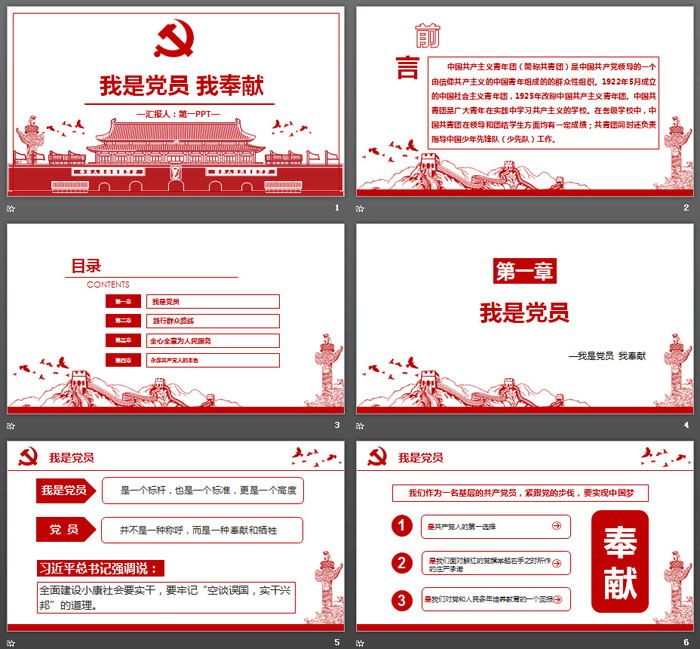 我是党员 我奉献
—汇报人：第一PPT—
1
前言
中国共产主义青年团（简称共青团）是中国共产党领导的一个
由信仰共产主义的中国青年组成的的群众性组织。1922年5月成立
的中国社会主义青年团，1925年改称中国共产主义青年团。中国共
青团是广大青年在实践中学习共产主义的学校。在各级学校中，中
国共青团在领导和团结学生方面均有一定成绩；共青团同时还负责
指导中国少年先锋队（少先队）工作。
2
目录
CONTENTS
第一章 我是党员
第二章 践行群众路线
第三章 全心全意为人民服务
第四章 永葆共产党人的本色
3
第一章
我是党员
—我是党员 我奉献
4
我是党员
我是党员 是一个标杆，也是一个标准，更是一个高度
党 员 并不是一种称呼，而是一种奉献和牺牲
习近平总书记强调说：
全面建设小康社会要实干，要牢记“空谈误国，实干兴
邦”的道理。
5
我是党员
我们作为一名基层的共产党员，紧跟党的步伐，要实现中国梦
1 是共产党人的第一选择
2 是我们面对鲜红的党旗举起右手之时所作
的庄严承诺
3 是我们对党和人民多年培养教育的一个回报
奉献
6